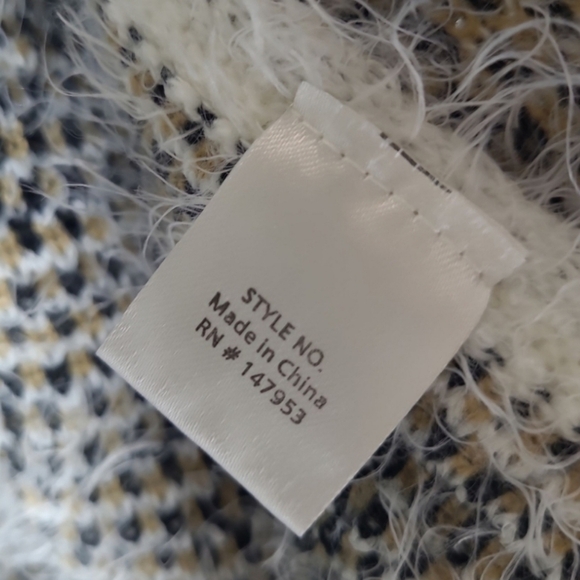 STYLE NO.
Made in China
RN # 147953